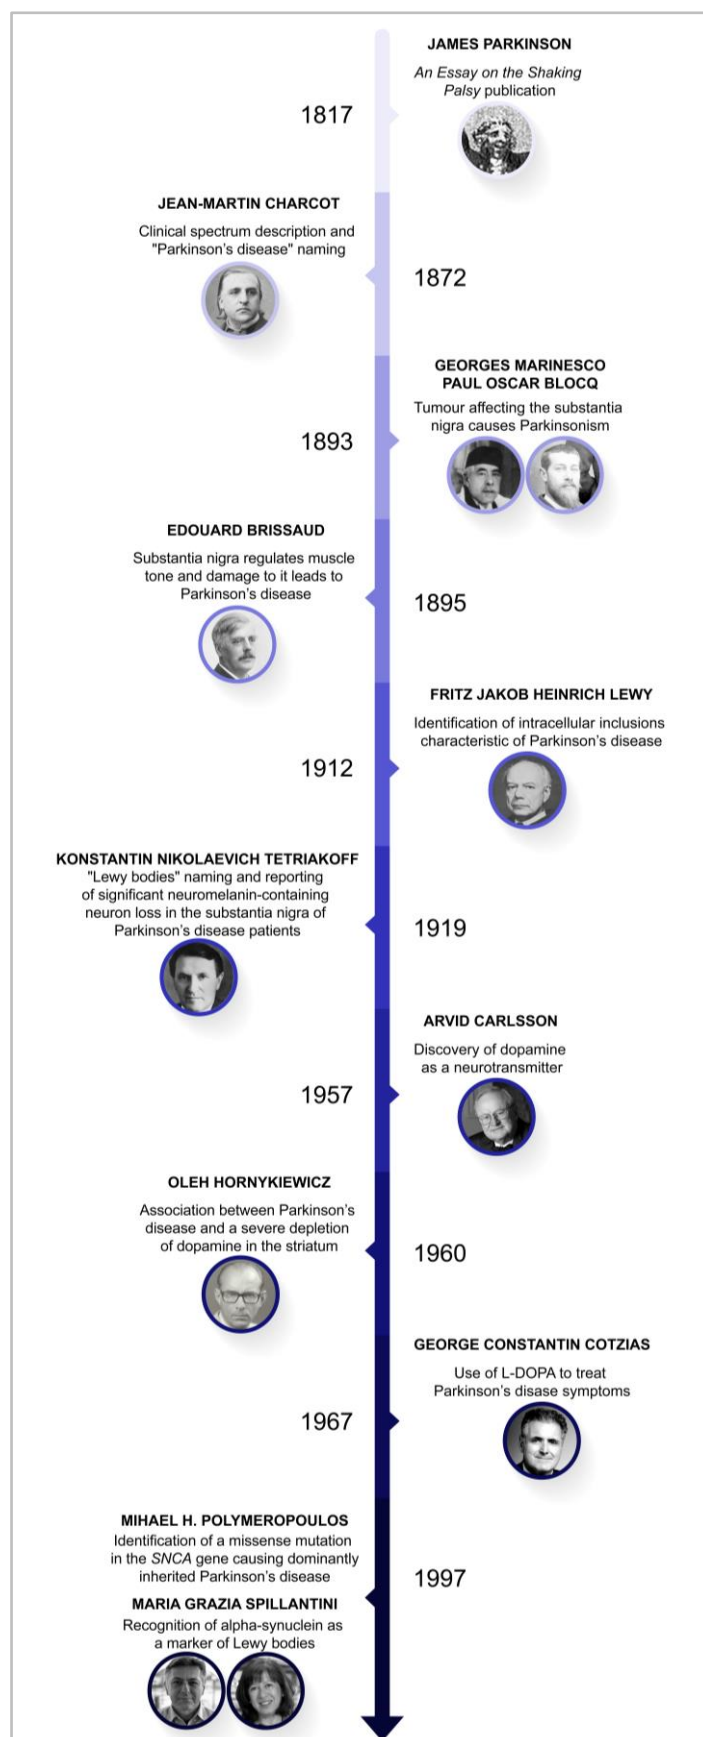 JAMES PARKINSON
An Essay on the Shaking
Palsy publication
1817
JEAN-MARTIN CHARCOT
Clinical spectrum description and
"Parkinson's disease" naming
1872
GEORGES MARINESCO
PAUL OSCAR BLOCQ
Tumour affecting the substantia
nigra causes Parkinsonism
1893
EDOUARD BRISSAUD
Substantia nigra regulates muscle
tone and damage to it leads to
Parkinson's disease
1895
FRITZ JAKOB HEINRICH LEWY
Identification of intracellular inclusions
characteristic of Parkinson's disease
1912
KONSTANTIN NIKOLAEVICH TETRIAKOFF
"Lewy bodies" naming and reporting
of significant neuromelanin-containing
neuron loss in the substantia nigra of
Parkinson's disease patients
1919
ARVID CARLSSON
Discovery of dopamine
as a neurotransmitter
1957
OLEH HORNYKIEWICZ
Association between Parkinson's
disease and a severe depletion
of dopamine in the striatum
1960
GEORGE CONSTANTIN COTZIAS
Use of L-DOPA to treat
Parkinson's disase symptoms
1967
MIHAEL H. POLYMEROPOULOS
Identification of a missense mutation
in the SNCA gene causing dominantly
inherited Parkinson's disease
1997
MARIA GRAZIA SPILLANTINI
Recognition of alpha-synuclein as
a marker of Lewy bodies